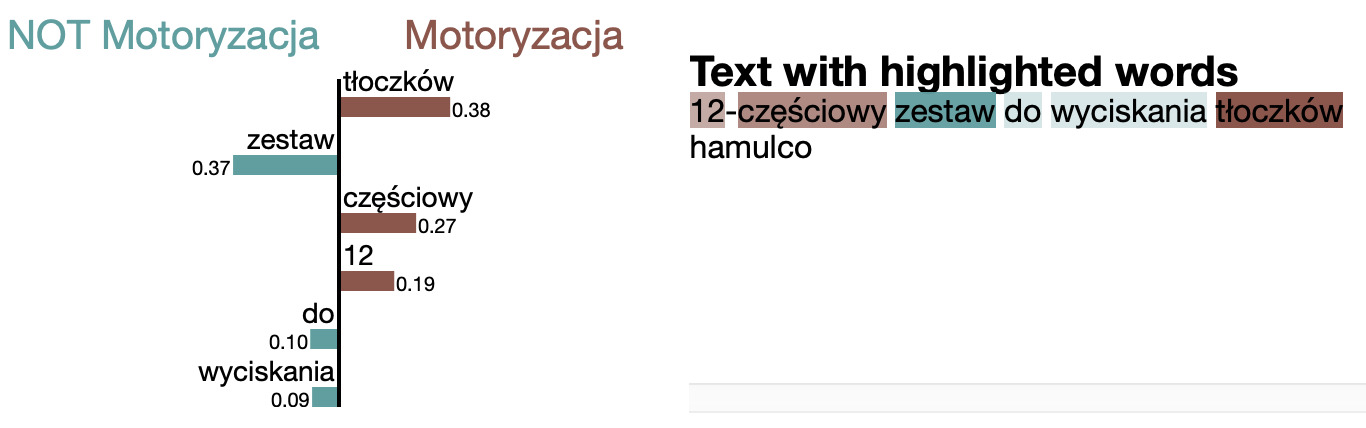 NOT Motoryzacja
Motoryzacja
tłoczków
0.38
zestaw
0.37
częściowy
0.27
12
0.19
do
0.10
wyciskania
0.09
Text with highlighted words
12-częściowy zestaw do wyciskania tłoczków
hamulco